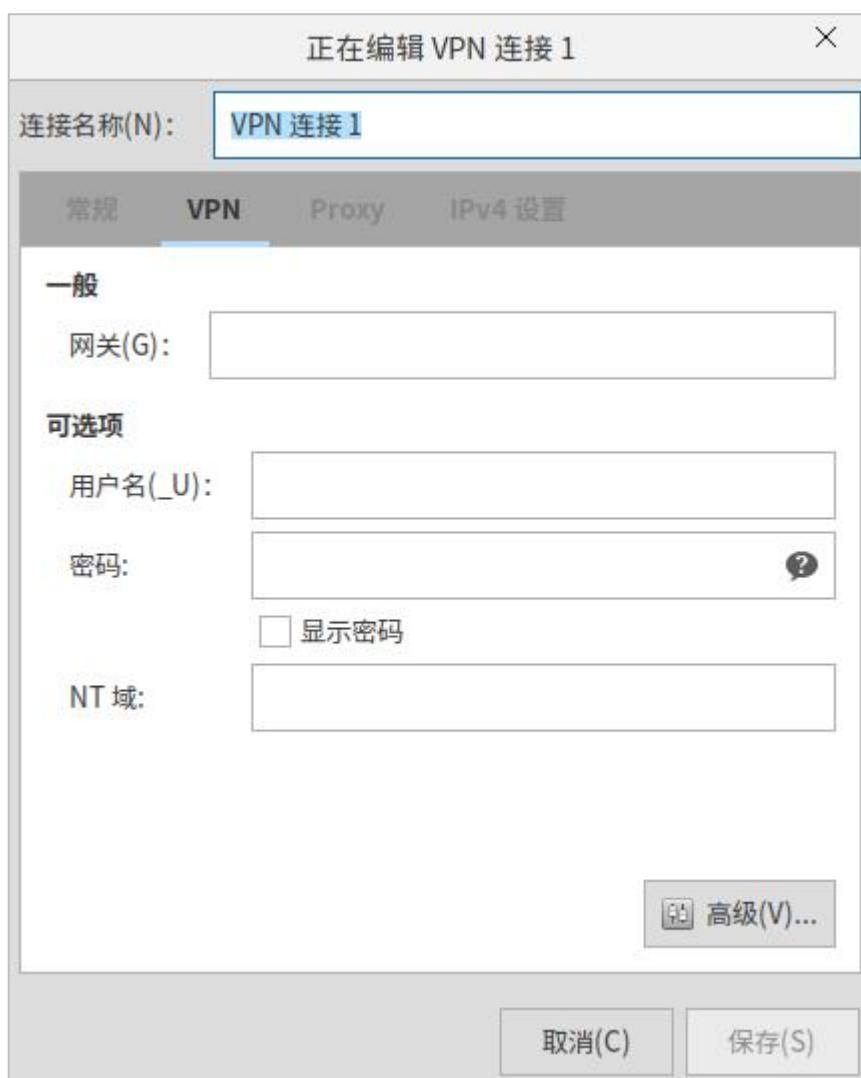 正在编辑 VPN 连接 1
连接名称(N): VPN 连接 1
常规 VPN Proxy IPv4 设置
一般
网关(G):
可选项
用户名(_U):
密码:
显示密码
NT 域:
高级(V)...
取消(C) 保存(S)